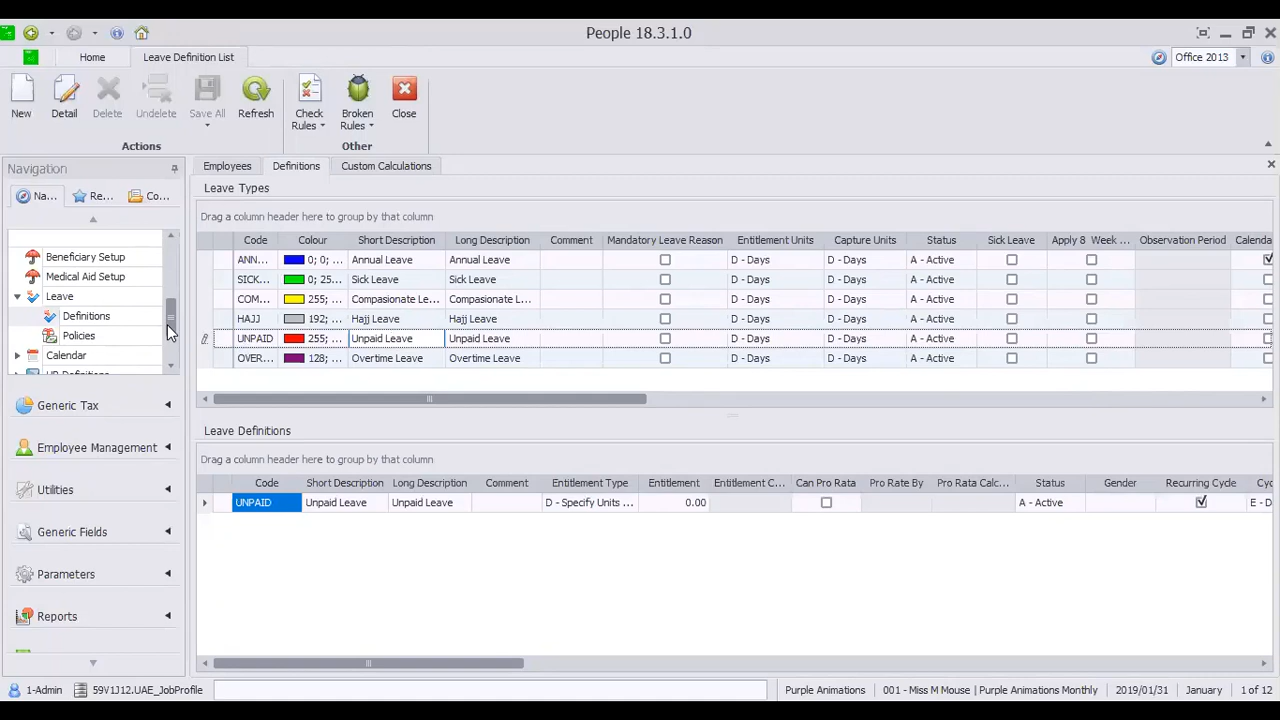 People 18.3.1.0
Home Leave Definition List Office 2013
New Detail Delete Undelete Save All Refresh Check Rules Broken Rules Close
Actions Other
Navigation
Na... Re... Co...
Beneficiary Setup
Medical Aid Setup
Leave
Definitions
Policies
Calendar
HR Definitions
Generic Tax
Employee Management
Utilities
Generic Fields
Parameters
Reports
Employees Definitions Custom Calculations
Leave Types
Drag a column header here to group by that column
Code Colour Short Description Long Description Comment Mandatory Leave Reason Entitlement Units Capture Units Status Sick Leave Apply 8 Week ... Observation Period Calenda
ANN... 0; 0; ... Annual Leave Annual Leave D - Days D - Days A - Active
SICK... 0; 25... Sick Leave Sick Leave D - Days D - Days A - Active
COM... 255; ... Compasionate Le... Compasionate L... D - Days D - Days A - Active
HAJJ 192; ... Hajj Leave Hajj Leave D - Days D - Days A - Active
UNPAID 255; ... Unpaid Leave Unpaid Leave D - Days D - Days A - Active
OVER... 128; ... Overtime Leave Overtime Leave D - Days D - Days A - Active
Leave Definitions
Drag a column header here to group by that column
Code Short Description Long Description Comment Entitlement Type Entitlement Entitlement C... Can Pro Rata Pro Rate By Pro Rata Calc... Status Gender Recurring Cycle Cyc
UNPAID Unpaid Leave Unpaid Leave D - Specify Units ... 0.00 A - Active E - D
1-Admin 59V1J12.UAE_JobProfile Purple Animations 001 - Miss M Mouse | Purple Animations Monthly 2019/01/31 January 1 of 12